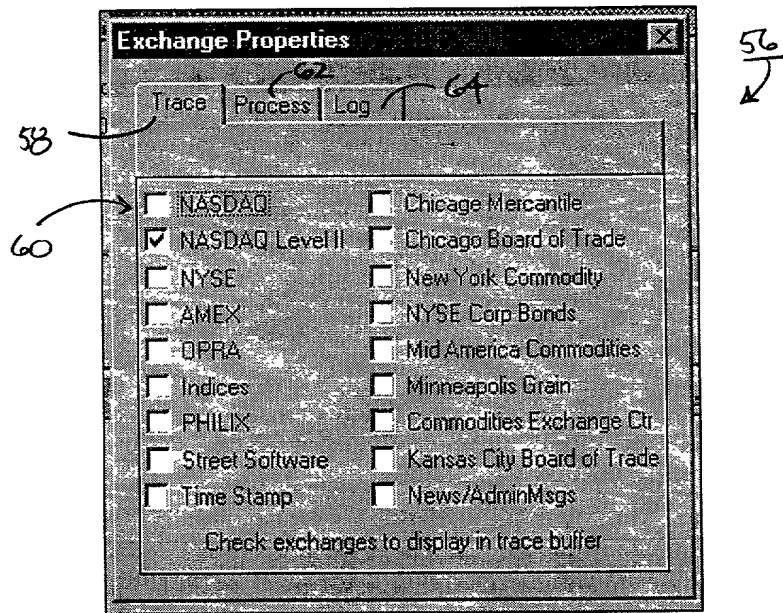 Exchange Properties
56
62
Trace Process Log
64
58
NASDAQ Chicago Mercantile
60
NASDAQ Level II Chicago Board of Trade
NYSE New York Commodity
AMEX NYSE Corp Bonds
OPRA Mid America Commodities
Indices Minneapolis Grain
PHILIX Commodities Exchange Ctr.
Street Software Kansas City Board of Trade
Time Stamp News/AdminMsgs
Check exchanges to display in trace buffer